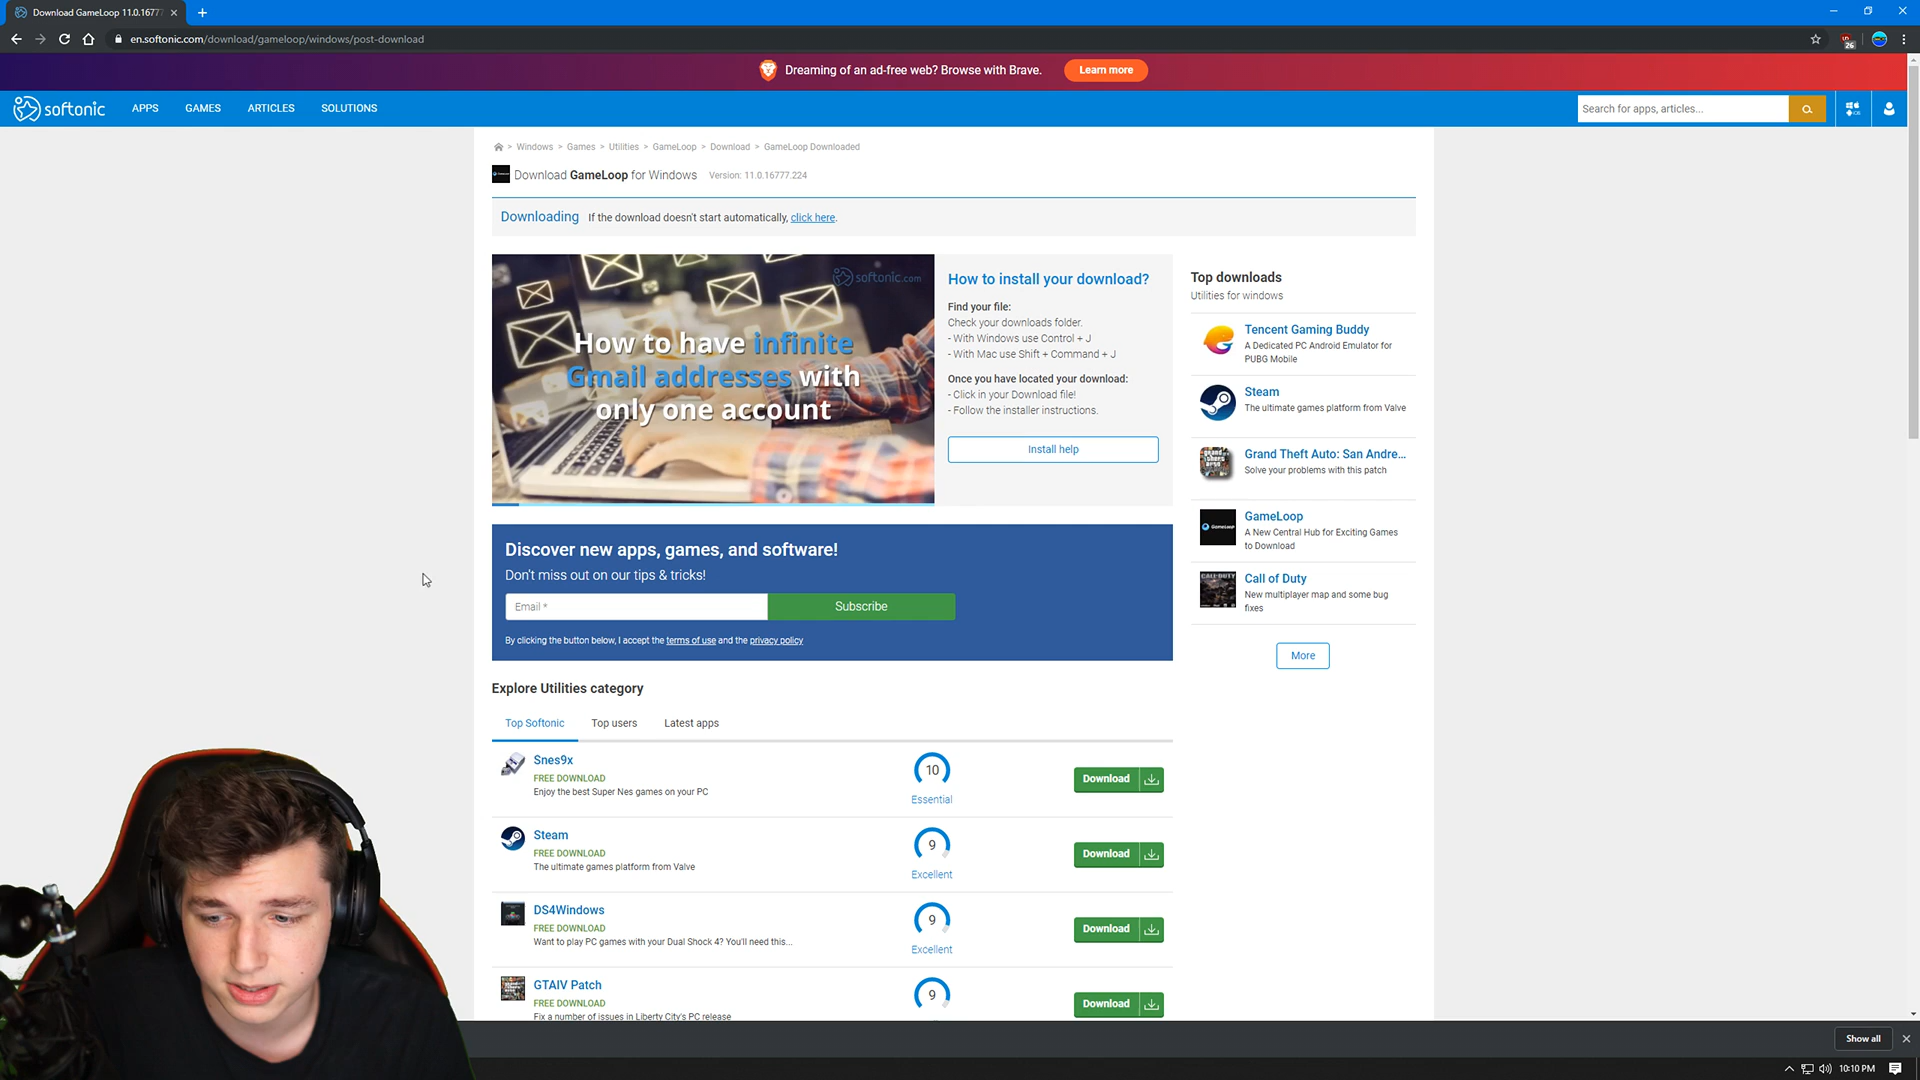 Download GameLoop 11.0.1677
en.softonic.com/download/gameloop/windows/post-download
26
Dreaming of an ad-free web? Browse with Brave.
Learn more
softonic
APPS
GAMES
ARTICLES
SOLUTIONS
Search for apps, articles...
> Windows > Games > Utilities > GameLoop > Download > GameLoop Downloaded
Download GameLoop for Windows Version: 11.0.16777.224
Downloading If the download doesn't start automatically, click here.
softonic.com
How to have infinite
Gmail addresses with
only one account
How to install your download?
Find your file:
Check your downloads folder.
- With Windows use Control + J
- With Mac use Shift + Command + J
Once you have located your download:
- Click in your Download file!
- Follow the installer instructions.
Install help
Top downloads
Utilities for windows
Tencent Gaming Buddy
A Dedicated PC Android Emulator for
PUBG Mobile
Steam
The ultimate games platform from Valve
Grand Theft Auto: San Andre...
Solve your problems with this patch
GameLoop
GameLoop
A New Central Hub for Exciting Games
to Download
CALL OF DUTY
Call of Duty
New multiplayer map and some bug
fixes
More
Discover new apps, games, and software!
Don't miss out on our tips & tricks!
Email *
Subscribe
By clicking the button below, I accept the terms of use and the privacy policy
Explore Utilities category
Top Softonic
Top users
Latest apps
Snes9x
FREE DOWNLOAD
Enjoy the best Super Nes games on your PC
10
Essential
Download
Steam
FREE DOWNLOAD
The ultimate games platform from Valve
9
Excellent
Download
DS4Windows
FREE DOWNLOAD
Want to play PC games with your Dual Shock 4? You'll need this...
9
Excellent
Download
GTAIV Patch
FREE DOWNLOAD
Fix a number of issues in Liberty City's PC release
9
Download
Show all
10:10 PM